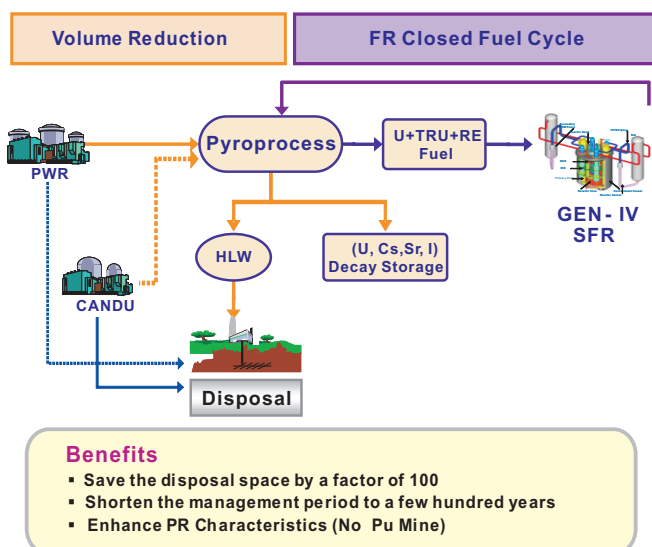 Volume Reduction
FR Closed Fuel Cycle
Pyroprocess
U+TRU+RE
Fuel
PWR
GEN- IV
SFR
HLW
(U, Cs,Sr, I)
Decay Storage
CANDU
Disposal
Benefits
▪ Save the disposal space by a factor of 100
▪ Shorten the management period to a few hundred years
▪ Enhance PR Characteristics (No Pu Mine)